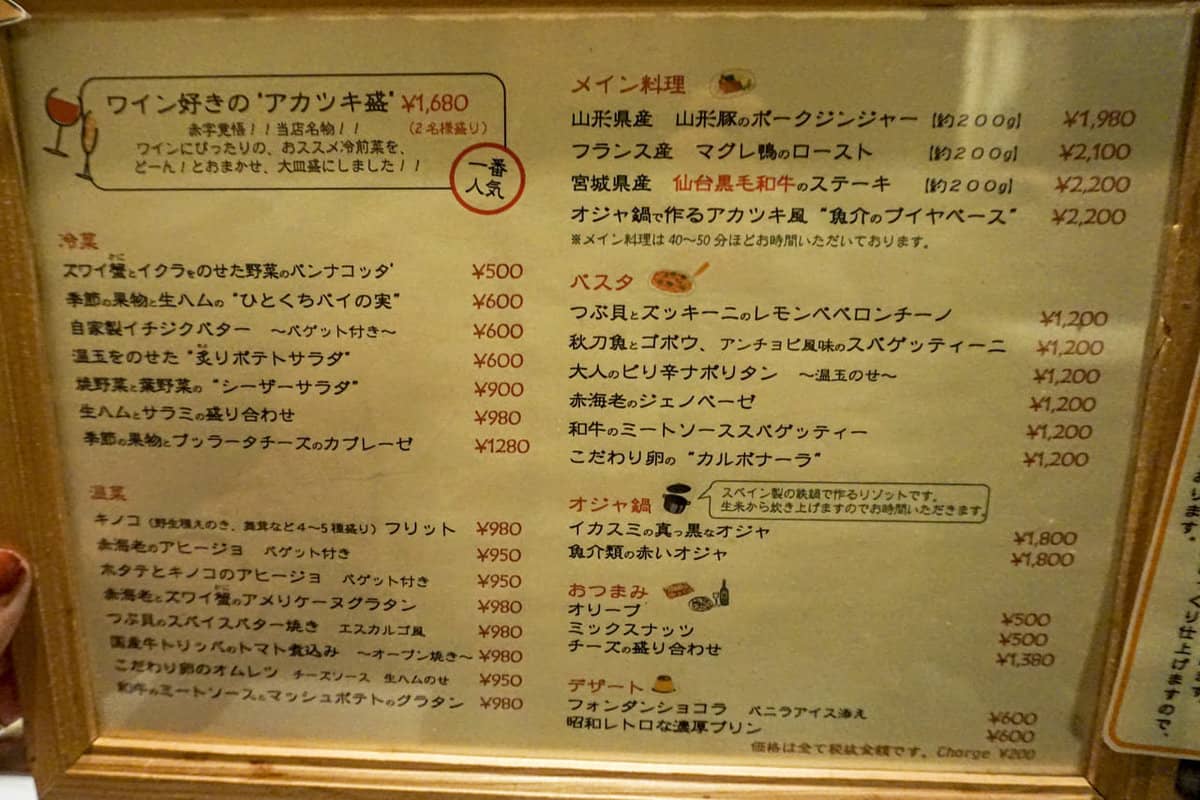 ワイン好きの"アカツキ盛" ¥1,680
赤字覚悟！！当店名物！！ （2名様盛り）
ワインにぴったりの、おススメ冷前菜を、
どーん！とおまかせ、大皿盛にしました！！
一番
人気
冷菜
ズワイ蟹とイクラをのせた野菜のパンナコッタ ¥500
季節の果物と生ハムの "ひとくちパイの実" ¥600
自家製イチジクバター ～バゲット付き～ ¥600
温玉をのせた "炙りポテトサラダ" ¥600
焼野菜と葉野菜の "シーザーサラダ" ¥900
生ハムとサラミの盛り合わせ ¥980
季節の果物とブッラータチーズのカプレーゼ ¥1280
温菜
キノコ（野生種えのき、舞茸など4～5種盛り）フリット ¥980
赤海老のアヒージョ バゲット付き ¥950
ホタテとキノコのアヒージョ バゲット付き ¥950
赤海老とズワイ蟹のアメリケーヌグラタン ¥980
つぶ貝のスパイスバター焼き エスカルゴ風 ¥980
国産牛トリッパのトマト煮込み ～オーブン焼き～ ¥980
こだわり卵のオムレツ チーズソース 生ハムのせ ¥950
和牛のミートソースとマッシュポテトのグラタン ¥980
メイン料理
山形県産 山形豚のポークジンジャー 【約200g】 ¥1,980
フランス産 マグレ鴨のロースト 【約200g】 ¥2,100
宮城県産 仙台黒毛和牛のステーキ 【約200g】 ¥2,200
オジャ鍋で作るアカツキ風 "魚介のブイヤベース" ¥2,200
※メイン料理は40～50分ほどお時間いただいております。
パスタ
つぶ貝とズッキーニのレモンペペロンチーノ ¥1,200
秋刀魚とゴボウ、アンチョビ風味のスパゲッティーニ ¥1,200
大人のピリ辛ナポリタン ～温玉のせ～ ¥1,200
赤海老のジェノベーゼ ¥1,200
和牛のミートソーススパゲッティー ¥1,200
こだわり卵の "カルボナーラ" ¥1,200
オジャ鍋
スペイン製の鉄鍋で作るリゾットです。
生米から炊き上げますのでお時間いただきます。
イカスミの真っ黒なオジャ ¥1,800
魚介類の赤いオジャ ¥1,800
おつまみ
オリーブ ¥500
ミックスナッツ ¥500
チーズの盛り合わせ ¥1,380
デザート
フォンダンショコラ バニラアイス添え ¥600
昭和レトロな濃厚プリン ¥600
価格は全て税抜金額です。Charge ¥200
ります。
くり仕上げますので、